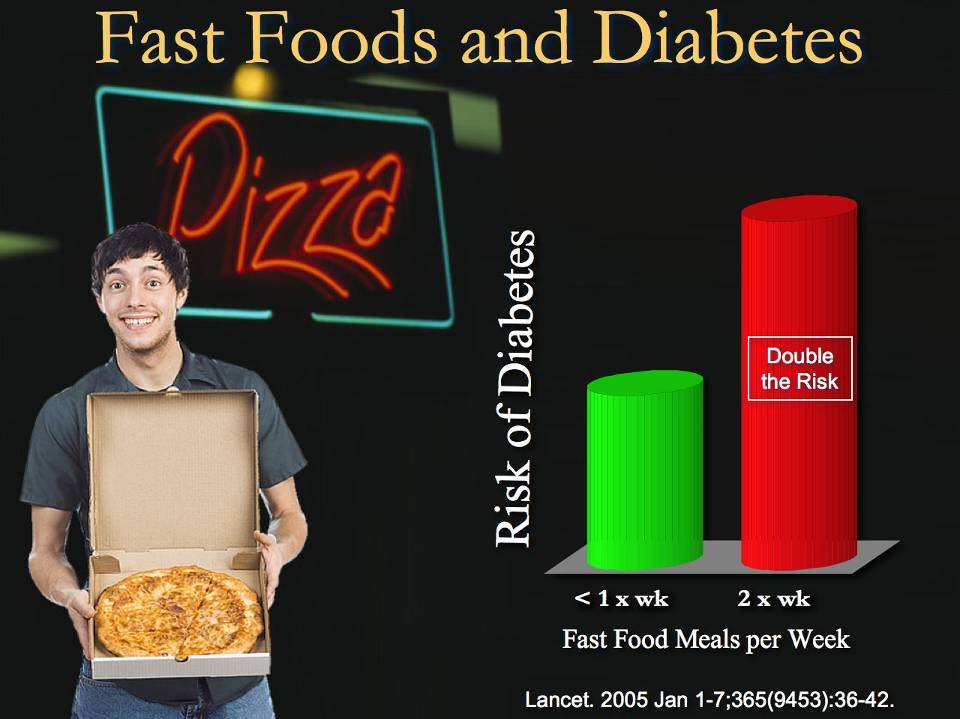 Fast Foods and Diabetes
Pizza
Risk of Diabetes
Double
the Risk
< 1 x wk 2 x wk
Fast Food Meals per Week
Lancet. 2005 Jan 1-7;365(9453):36-42.